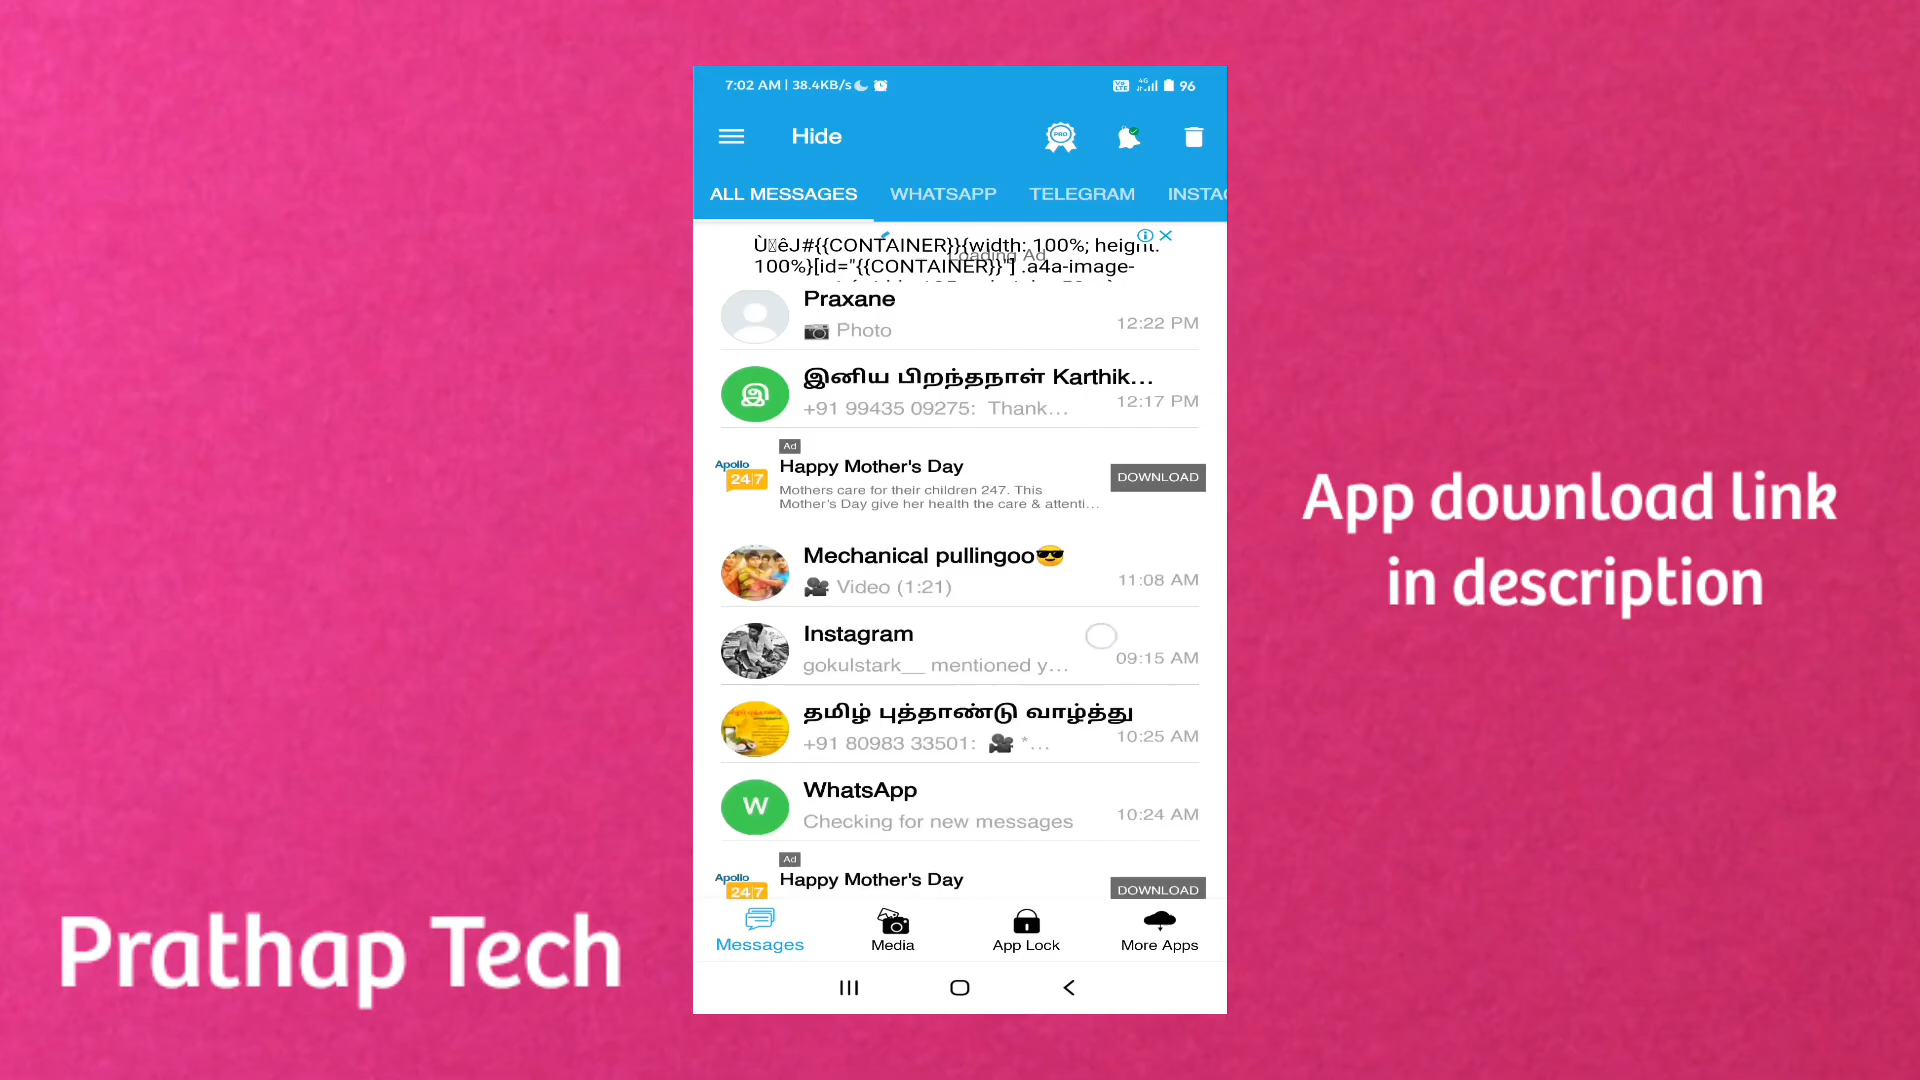 7:02 AM | 38.4KB/s
4G
96
Hide
PRO
ALL MESSAGES
WHATSAPP
TELEGRAM
INSTAG
#{{CONTAINER}}{width: 100%; height:
Loading Ad
100%}[id="{{CONTAINER}}"] .a4a-image-
Praxane
📷 Photo
12:22 PM
இ
இனிய பிறந்தநாள் Karthik...
+91 99435 09275: Thank...
12:17 PM
Ad
Apollo
24|7
Happy Mother's Day
Mothers care for their children 247. This
Mother's Day give her health the care & attenti...
DOWNLOAD
Mechanical pullingoo😎
🎥 Video (1:21)
11:08 AM
Instagram
gokulstark__ mentioned y...
09:15 AM
தமிழ் புத்தாண்டு வாழ்த்து
+91 80983 33501: 🎥 *...
10:25 AM
W
WhatsApp
Checking for new messages
10:24 AM
Ad
Apollo
24|7
Happy Mother's Day
DOWNLOAD
Messages
Media
App Lock
More Apps
App download link
in description
Prathap Tech